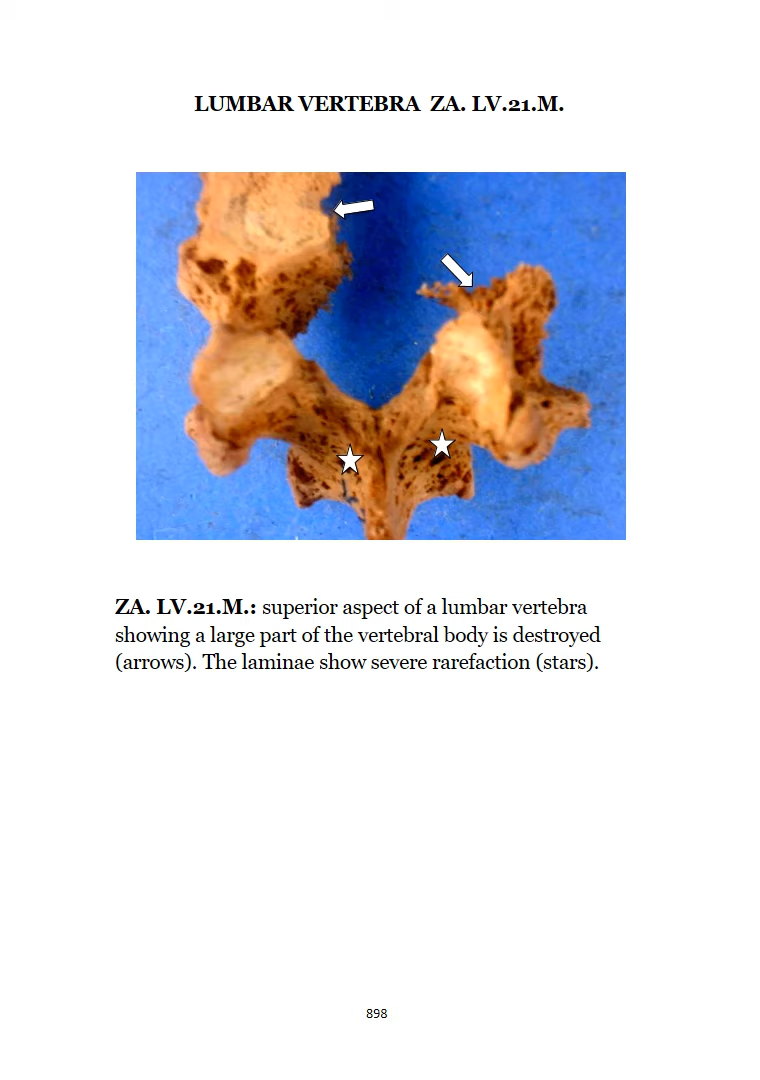 LUMBAR VERTEBRA ZA. LV.21.M.
ZA. LV.21.M.: superior aspect of a lumbar vertebra
showing a large part of the vertebral body is destroyed
(arrows). The laminae show severe rarefaction (stars).
898